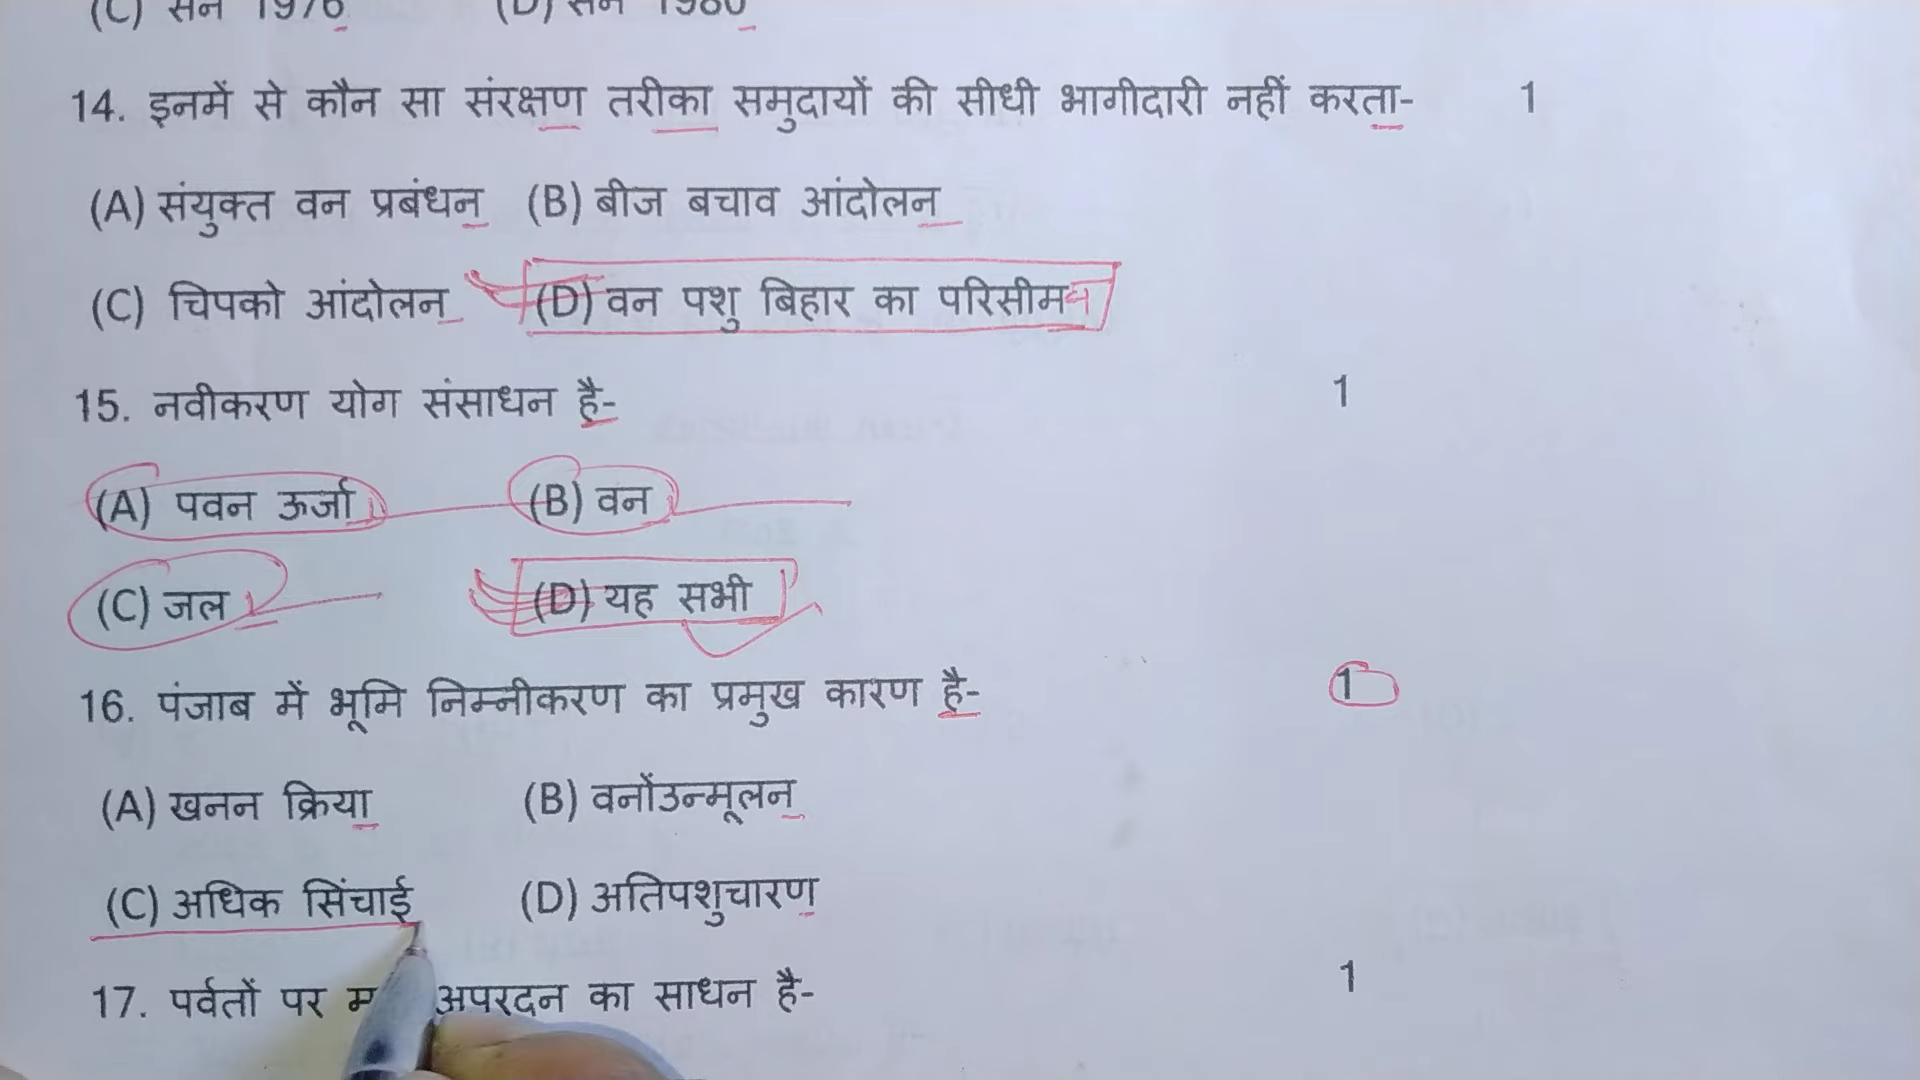 (C) सन 1976 (D) सन 1980
14. इनमें से कौन सा संरक्षण तरीका समुदायों की सीधी भागीदारी नहीं करता- 1
(A) संयुक्त वन प्रबंधन (B) बीज बचाव आंदोलन
(C) चिपको आंदोलन (D) वन पशु बिहार का परिसीमन
15. नवीकरण योग संसाधन है- 1
(A) पवन ऊर्जा (B) वन
(C) जल (D) यह सभी
16. पंजाब में भूमि निम्नीकरण का प्रमुख कारण है- 1
(A) खनन क्रिया (B) वनोंउन्मूलन
(C) अधिक सिंचाई (D) अतिपशुचारण
17. पर्वतों पर अपरदन का साधन है- 1